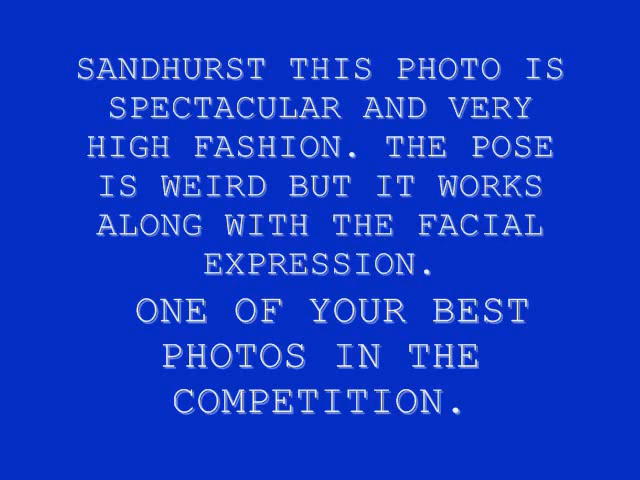 SANDHURST THIS PHOTO IS
SPECTACULAR AND VERY
HIGH FASHION. THE POSE
IS WEIRD BUT IT WORKS
ALONG WITH THE FACIAL
EXPRESSION.
ONE OF YOUR BEST
PHOTOS IN THE
COMPETITION.